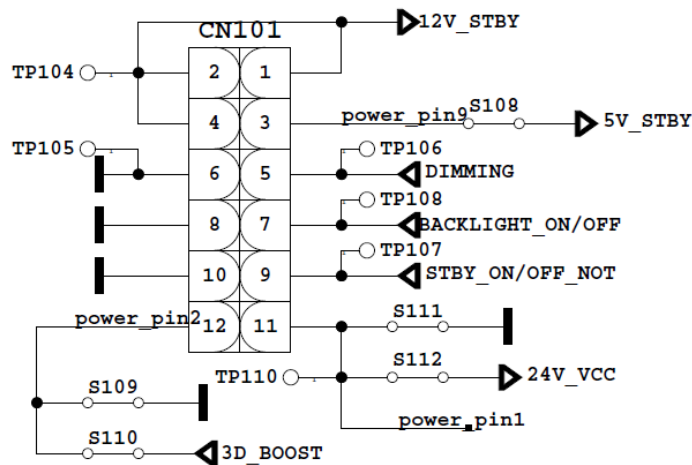 12V_STBY
CN101
TP104
2 1
4 3
power_pin9
S108
5V_STBY
TP105
TP106
6 5
DIMMING
TP108
8 7
BACKLIGHT_ON/OFF
TP107
10 9
STBY_ON/OFF_NOT
power_pin2
12 11
S111
TP110
S112
24V_VCC
S109
power_pin1
S110
3D_BOOST